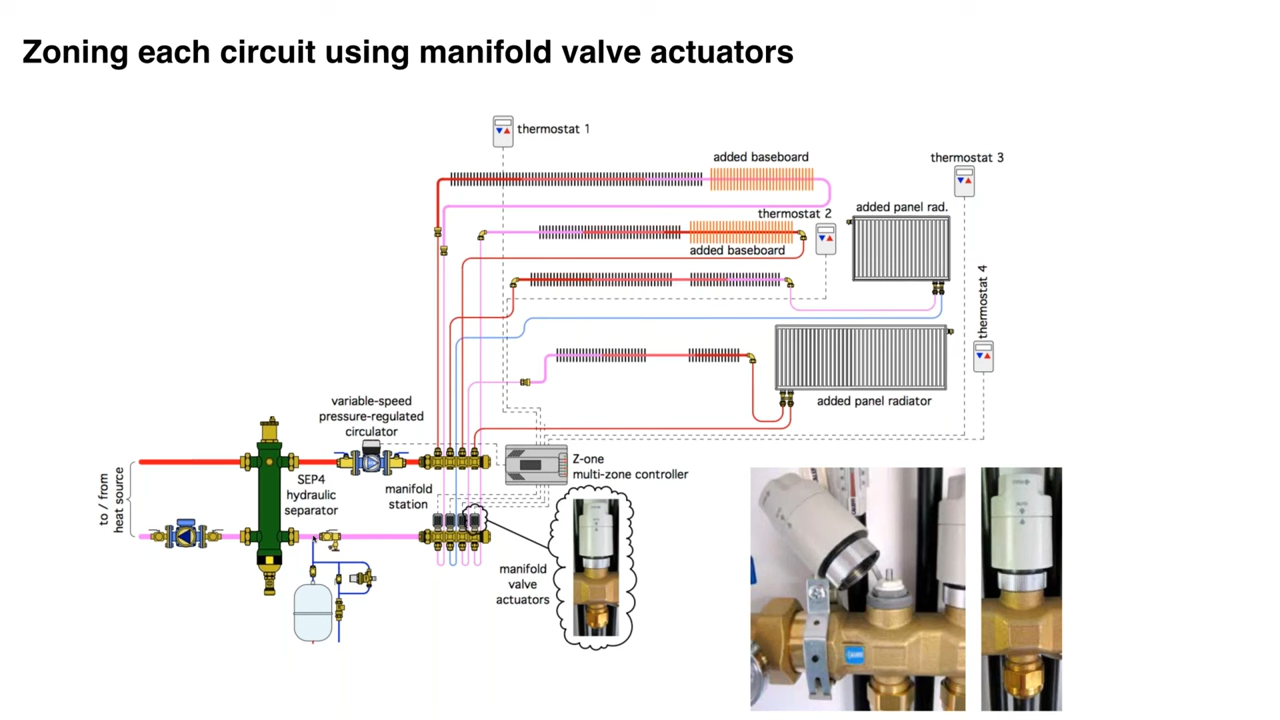 Zoning each circuit using manifold valve actuators
thermostat 1
added baseboard
thermostat 3
thermostat 2
added panel rad.
added baseboard
thermostat 4
added panel radiator
variable-speed
pressure-regulated
circulator
Z-one
multi-zone controller
SEP4
hydraulic
separator
manifold
station
to / from
heat source
manifold
valve
actuators